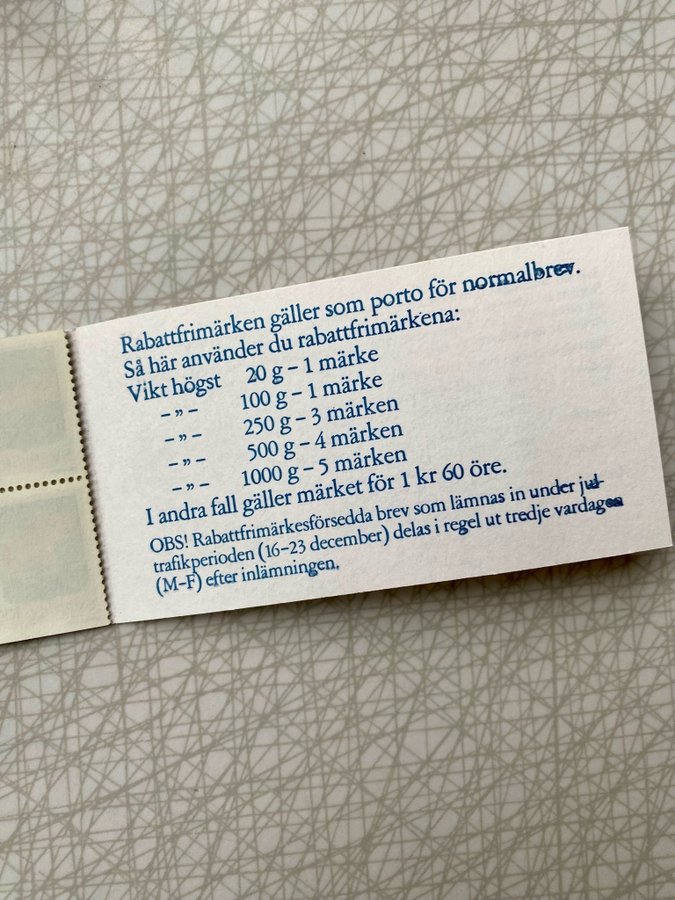 Rabattfrimärken gäller som porto för normalbrev.
Så här använder du rabattfrimärkena:
Vikt högst 20 g – 1 märke
– ” – 100 g – 1 märke
– ” – 250 g – 3 märken
– ” – 500 g – 4 märken
– ” – 1000 g – 5 märken
I andra fall gäller märket för 1 kr 60 öre.
OBS! Rabattfrimärkesförsedda brev som lämnas in under jul-
trafikperioden (16–23 december) delas i regel ut tredje vardagen
(M–F) efter inlämningen.